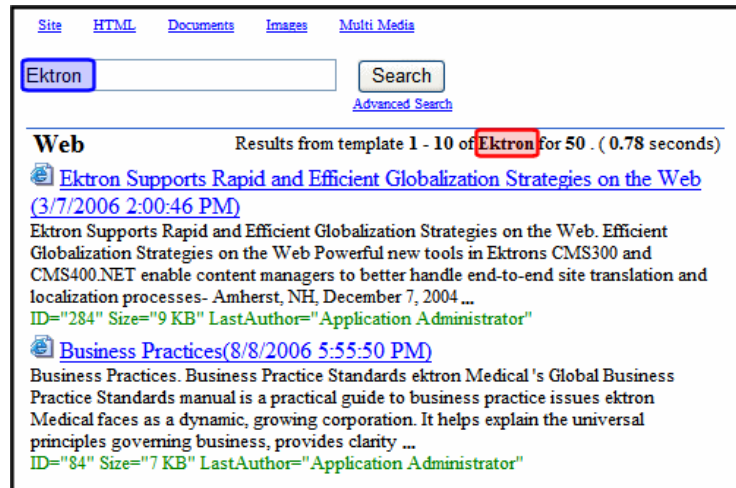 Site HTML Documents Images Multi Media
Ektron Search
Advanced Search
Web Results from template 1 - 10 of Ektron for 50 . ( 0.78 seconds)
Ektron Supports Rapid and Efficient Globalization Strategies on the Web
(3/7/2006 2:00:46 PM)
Ektron Supports Rapid and Efficient Globalization Strategies on the Web. Efficient
Globalization Strategies on the Web Powerful new tools in Ektrons CMS300 and
CMS400.NET enable content managers to better handle end-to-end site translation and
localization processes- Amherst, NH, December 7, 2004 ...
ID="284" Size="9 KB" LastAuthor="Application Administrator"
Business Practices(8/8/2006 5:55:50 PM)
Business Practices. Business Practice Standards ektron Medical 's Global Business
Practice Standards manual is a practical guide to business practice issues ektron
Medical faces as a dynamic, growing corporation. It helps explain the universal
principles governing business, provides clarity ...
ID="84" Size="7 KB" LastAuthor="Application Administrator"